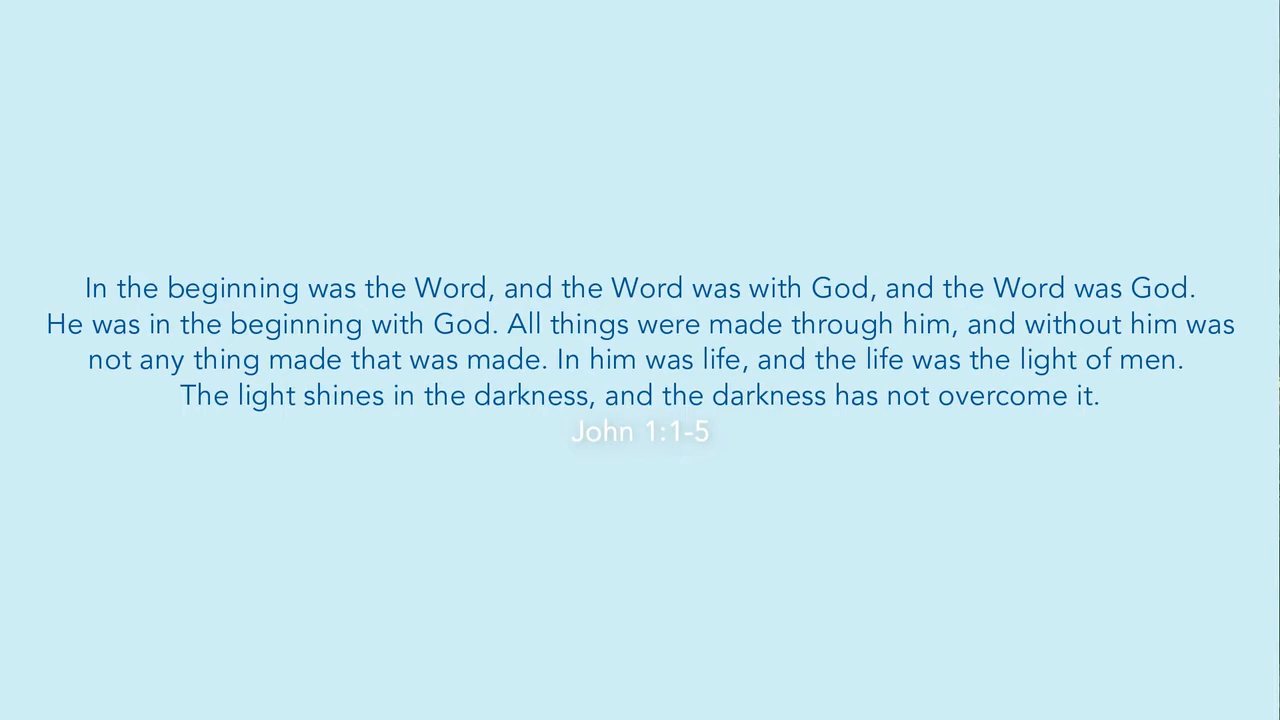 In the beginning was the Word, and the Word was with God, and the Word was God.
He was in the beginning with God. All things were made through him, and without him was
not any thing made that was made. In him was life, and the life was the light of men.
The light shines in the darkness, and the darkness has not overcome it.
John 1:1-5